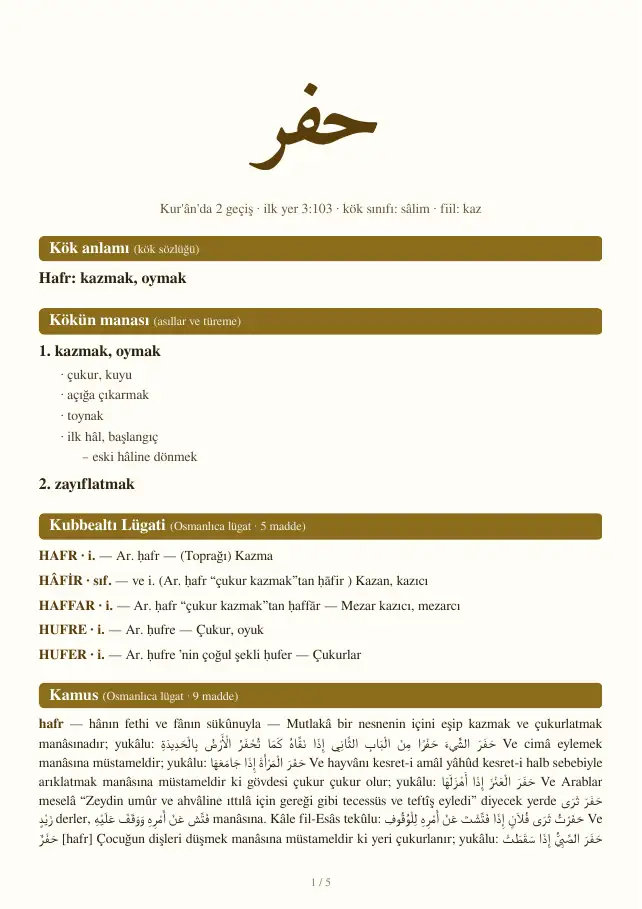 حفر
Kur'ân'da 2 geçiş · ilk yer 3:103 · kök sınıfı: sâlim · fiil: kaz
Kök anlamı (kök sözlüğü)
Hafr: kazmak, oymak
Kökün manası (asıllar ve türeme)
1. kazmak, oymak
· çukur, kuyu
· açığa çıkarmak
· toynak
· ilk hâl, başlangıç
– eski hâline dönmek
2. zayıflatmak
Kubbealtı Lügati (Osmanlıca lügat · 5 madde)
HAFR · i. — Ar. ḥafr — (Toprağı) Kazma
HÂFİR · sıf. — ve i. (Ar. ḥafr “çukur kazmak”tan ḥāfir ) Kazan, kazıcı
HAFFAR · i. — Ar. ḥafr “çukur kazmak”tan ḥaffār — Mezar kazıcı, mezarcı
HUFRE · i. — Ar. ḥufre — Çukur, oyuk
HUFER · i. — Ar. ḥufre 'nin çoğul şekli ḥufer — Çukurlar
Kamus (Osmanlıca lügat · 9 madde)
hafr — hânın fethi ve fânın sükûnuyla — Mutlakâ bir nesnenin içini eşip kazmak ve çukurlatmak
manâsınadır; yukâlu: حَفَرَ الشَّيْءَ حَفْرًا مِنَ الْبَابِ الثَّانِي إِذَا نَقَّاهُ كَمَا تُحْفَرُ الْأَرْضُ بِالْحَدِيدَةِ Ve cimâ eylemek
manâsına müstameldir; yukâlu: حَفَرَ الْمَرْأَةَ إِذَا جَامَعَهَا Ve hayvânı kesret-i amâl yâhûd kesret-i halb sebebiyle
arıklatmak manâsına müstameldir ki gövdesi çukur çukur olur; yukâlu: حَفَرَ الْعَنْزَ إِذَا أَهْزَلَهَا Ve Arablar
meselâ “Zeydin umûr ve ahvâline ıttılâ için gereği gibi tecessüs ve teftîş eyledi” diyecek yerde حَفَرَ ثَرَى
زَيْدٍ derler, فَتَّشَ عَنْ أَمْرِهِ وَوَقَفَ عَلَيْهِ manâsına. Kâle fil-Esâs tekûlu: حَفَرْتُ ثَرَى فُلَانٍ إِذَا فَتَّشْتَ عَنْ أَمْرِهِ لِلْوُقُوفِ Ve
حَفَرٌ [hafr] Çocuğun dişleri düşmek manâsına müstameldir ki yeri çukurlanır; yukâlu: حَفَرَ الصَّبِيُّ إِذَا سَقَطَتْ
1 / 5